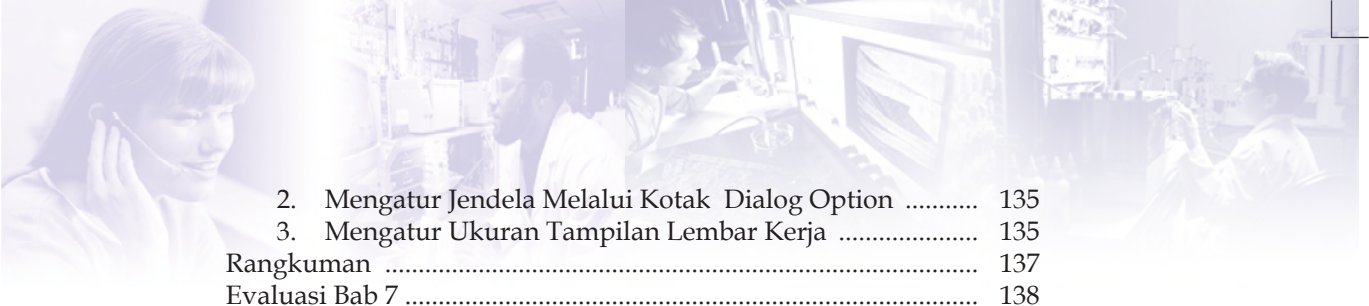 2. Mengatur Jendela Melalui Kotak Dialog Option .......... 135
3. Mengatur Ukuran Tampilan Lembar Kerja ..................... 135
Rangkuman .......................................................................... 137
Evaluasi Bab 7 ....................................................................... 138